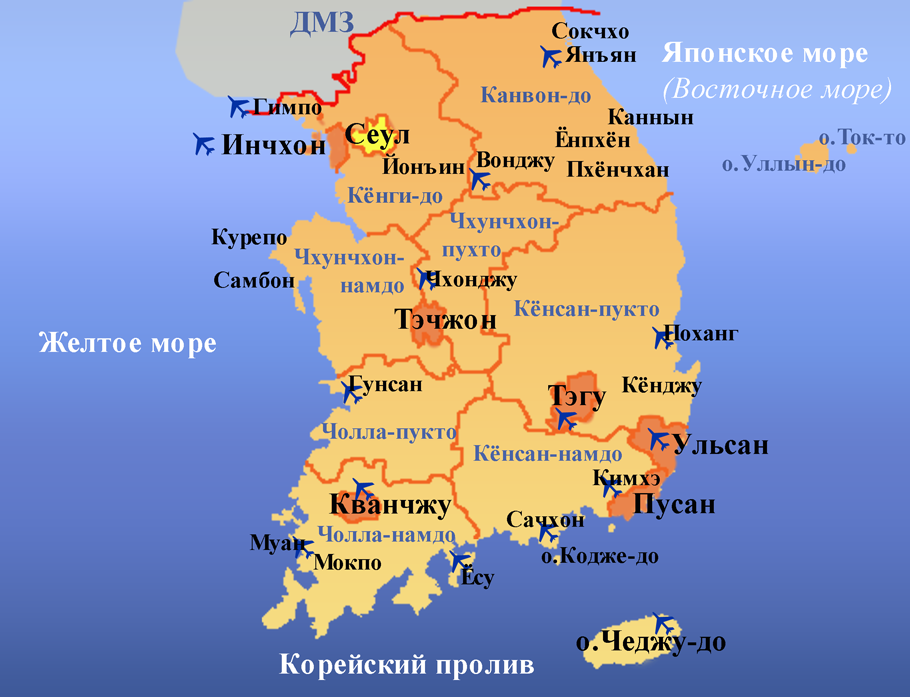 ДМЗ
Сокчхо
Янъян
Японское море
(Восточное море)
Канвон-до
Гимпо
Каннын
Сеул
Инчхон
Ёнпхён
о.Ток-то
Йонъин
Вонджу
Пхёнчхан
о.Уллын-до
Кёнги-до
Чхунчхон-
пухто
Курепо
Чхунчхон-
намдо
Самбон
Чхонджу
Кёнсан-пукто
Тэчжон
Желтое море
Поханг
Гунсан
Тэгу
Кёнджу
Чолла-пукто
Ульсан
Кёнсан-намдо
Кимхэ
Кванчжу
Пусан
Сачхон
Чолла-намдо
Муан
Мокпо
о.Кодже-до
Ёсу
о.Чеджу-до
Корейский пролив